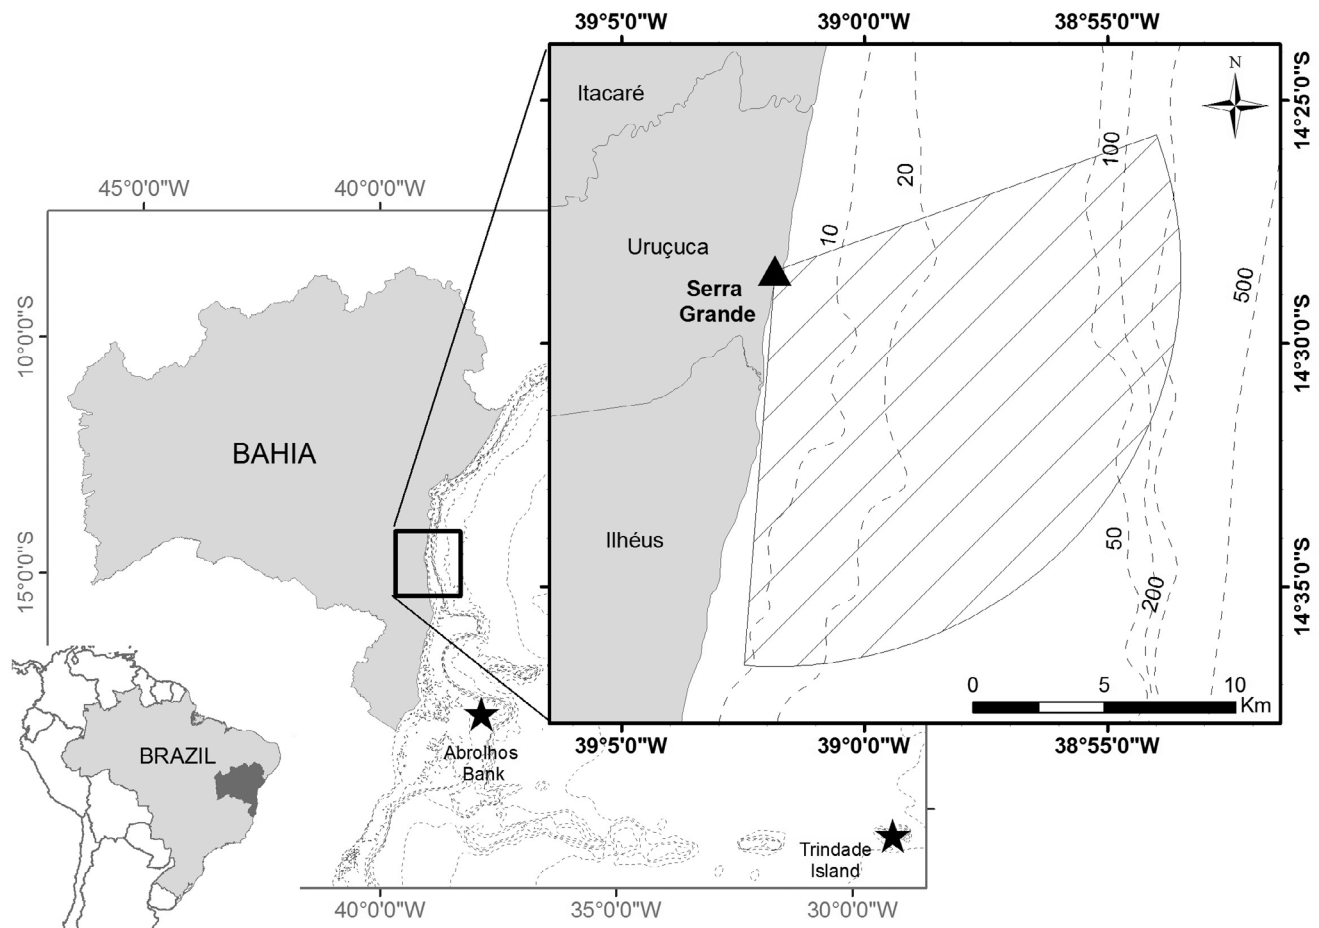 39°5'0"W 39°0'0"W 38°55'0"W
N
14°25'0"S
Itacaré
100
20
45°0'0"W 40°0'0"W
10
Uruçuca
500
Serra
Grande
10°0'0"S
14°30'0"S
BAHIA
Ilhéus
50
15°0'0"S
14°35'0"S
200
0 5 10
Km
39°5'0"W 39°0'0"W 38°55'0"W
Abrolhos
Bank
BRAZIL
Trindade
Island
40°0'0"W 35°0'0"W 30°0'0"W